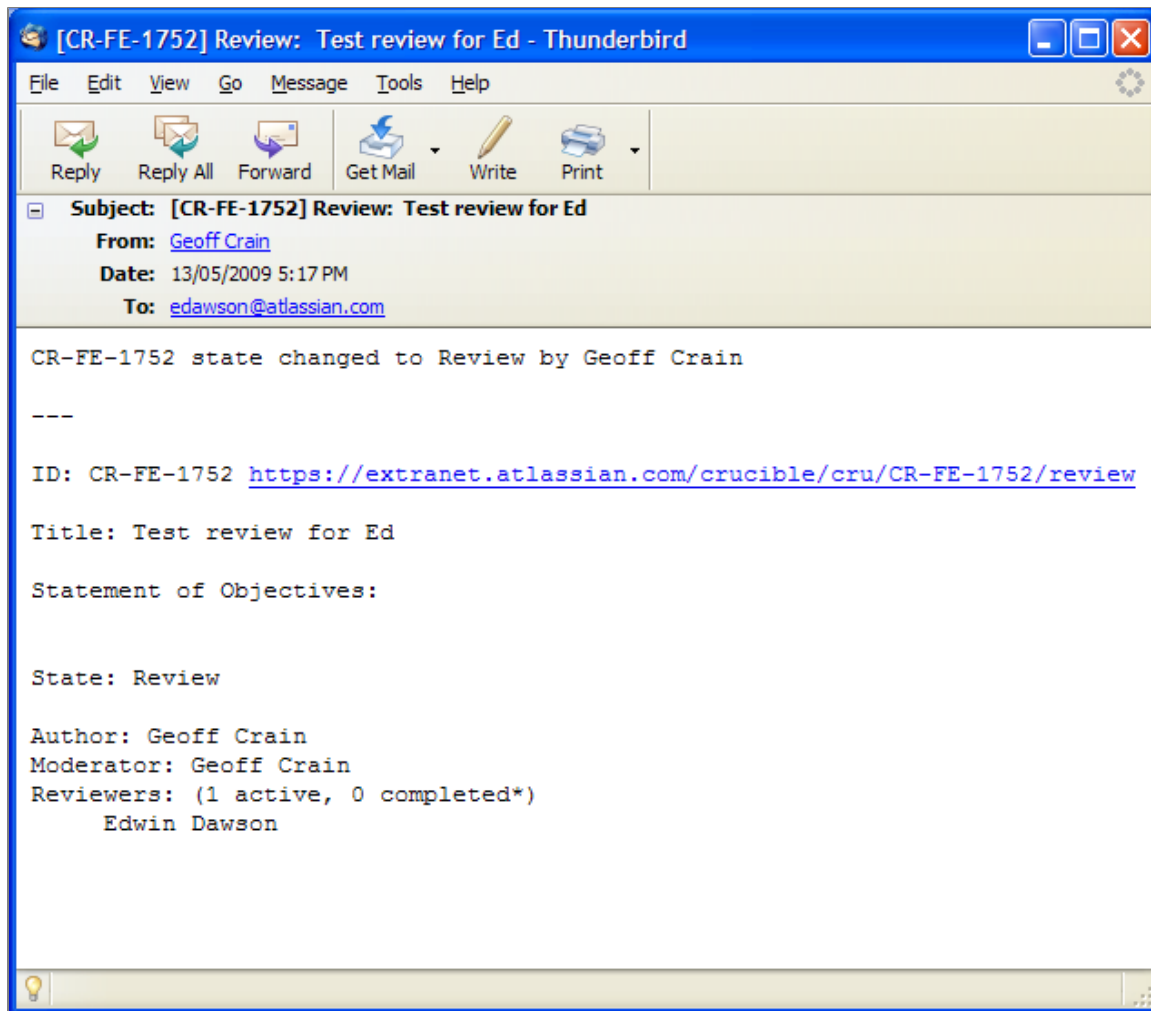 [CR-FE-1752] Review:  Test review for Ed - Thunderbird
File Edit View Go Message Tools Help
Reply Reply All Forward Get Mail Write Print
Subject: [CR-FE-1752] Review:  Test review for Ed
From: Geoff Crain
Date: 13/05/2009 5:17 PM
To: edawson@atlassian.com
CR-FE-1752 state changed to Review by Geoff Crain
---
ID: CR-FE-1752 https://extranet.atlassian.com/crucible/cru/CR-FE-1752/review
Title: Test review for Ed
Statement of Objectives:
State: Review
Author: Geoff Crain
Moderator: Geoff Crain
Reviewers: (1 active, 0 completed*)
Edwin Dawson